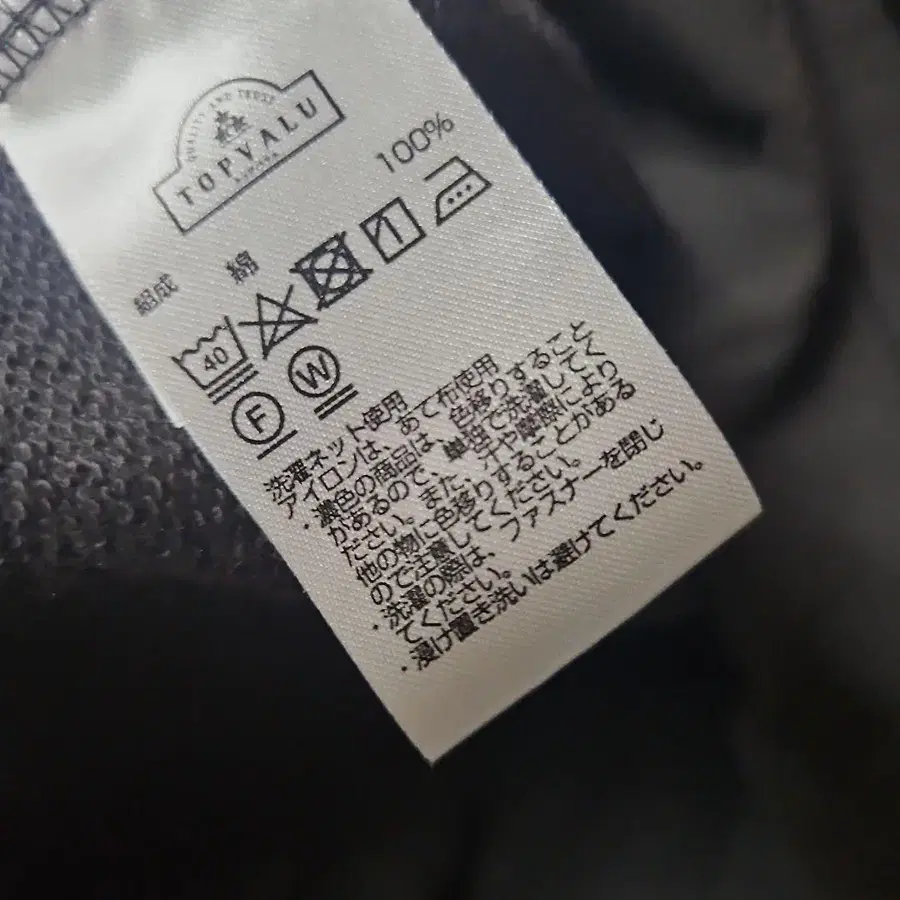 QUALITY AND TRUST
TOPVALU
組成 綿 100%
40
F W
洗濯ネット使用
アイロンは、あて布使用
・濃色の商品は、色移りすること
があるので、単色で洗濯してく
ださい。また、汗や摩擦により
他の物に色移りすることがある
ので注意してください。
・洗濯の際は、ファスナーを閉じ
てください。
・浸け置き洗いは避けてください。